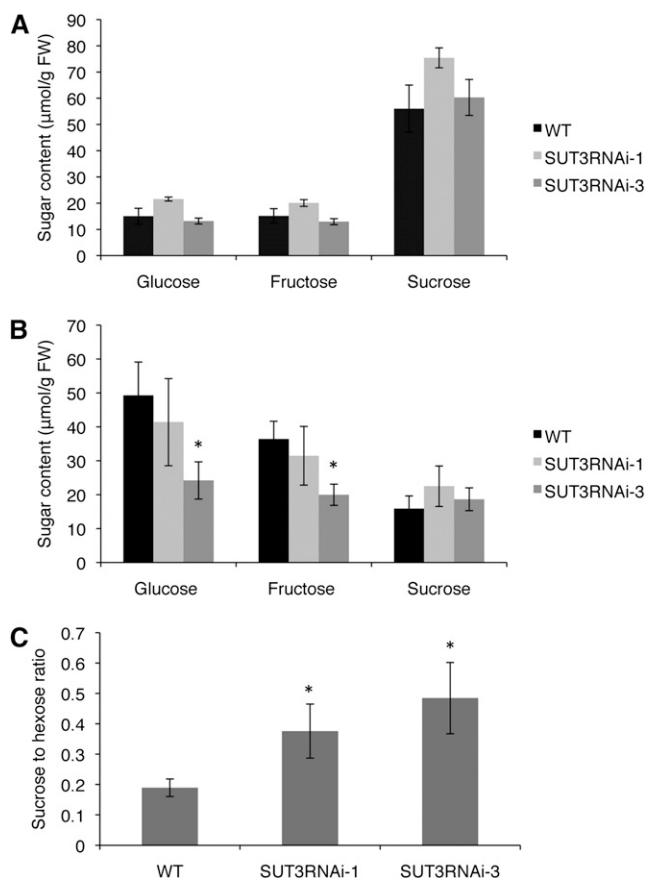 A
Sugar content (μmol/g FW)
90
80
70
60
50
40
30
20
10
0
Glucose
Fructose
Sucrose
WT
SUT3RNAi-1
SUT3RNAi-3
B
Sugar content (μmol/g FW)
70
60
50
40
30
20
10
0
*
*
Glucose
Fructose
Sucrose
WT
SUT3RNAi-1
SUT3RNAi-3
C
Sucrose to hexose ratio
0.7
0.6
0.5
0.4
0.3
0.2
0.1
0
*
*
WT
SUT3RNAi-1
SUT3RNAi-3